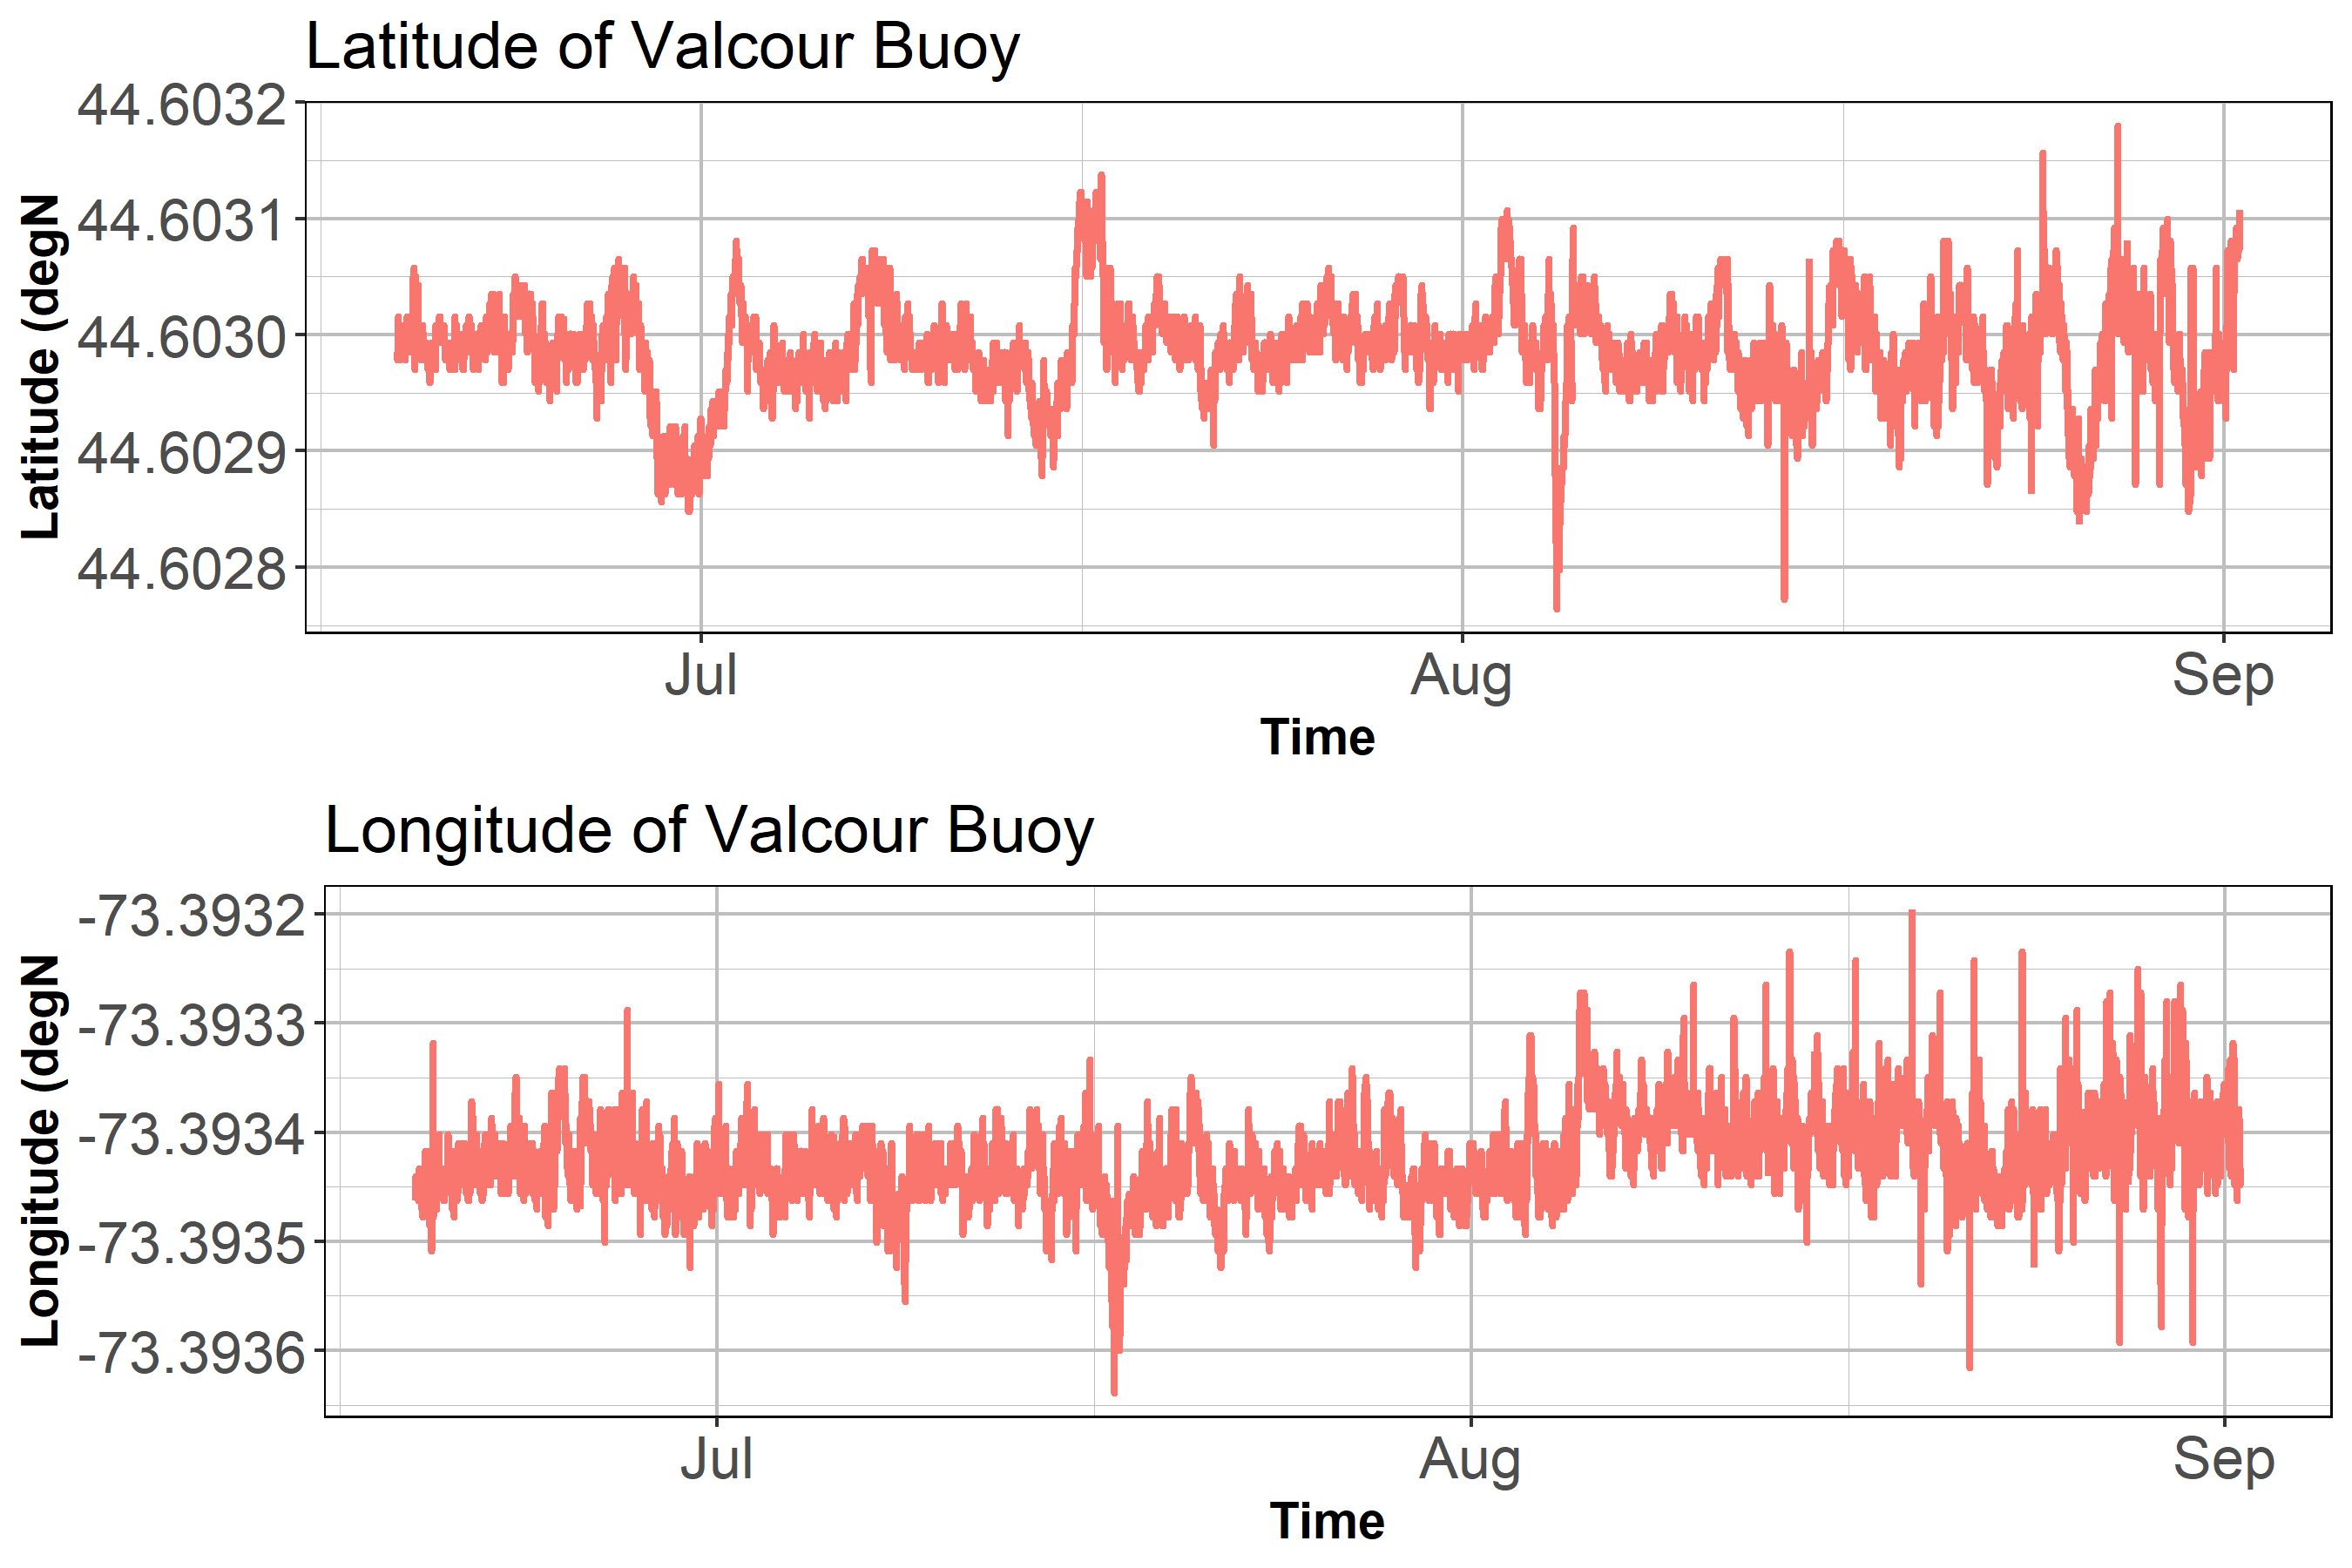 Latitude of Valcour Buoy
44.6032
44.6031
44.6030
44.6029
44.6028
Latitude (degN
Jul Aug Sep
Time
Longitude of Valcour Buoy
-73.3932
-73.3933
-73.3934
-73.3935
-73.3936
Longitude (degN
Jul Aug Sep
Time